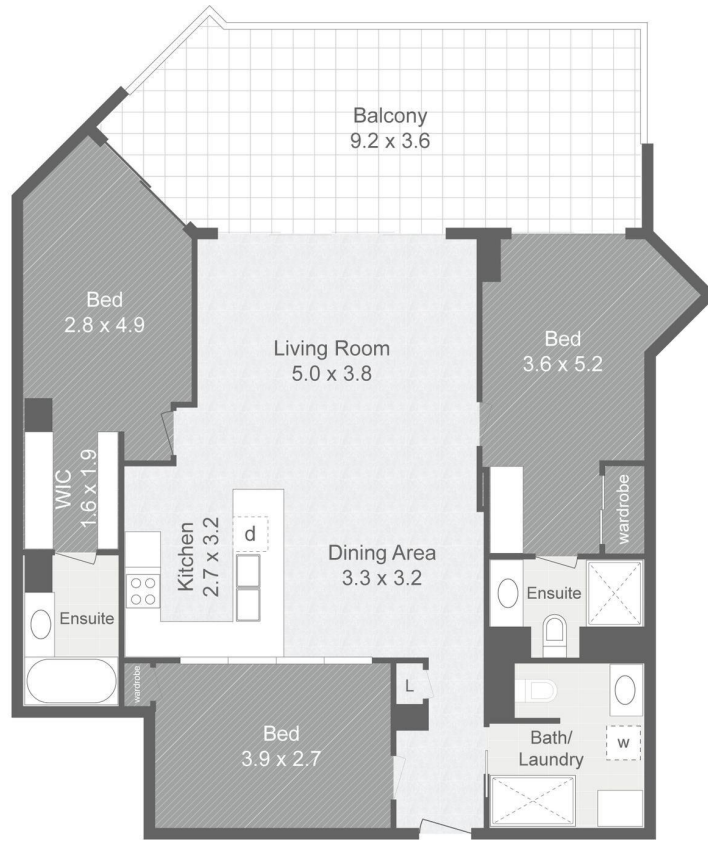 Balcony
9.2 x 3.6
Bed
2.8 x 4.9
Living Room
5.0 x 3.8
Bed
3.6 x 5.2
WIC
1.6 x 1.9
Kitchen
2.7 x 3.2
d
Dining Area
3.3 x 3.2
wardrobe
Ensuite
Ensuite
wardrobe
L
Bed
3.9 x 2.7
Bath/
Laundry
w